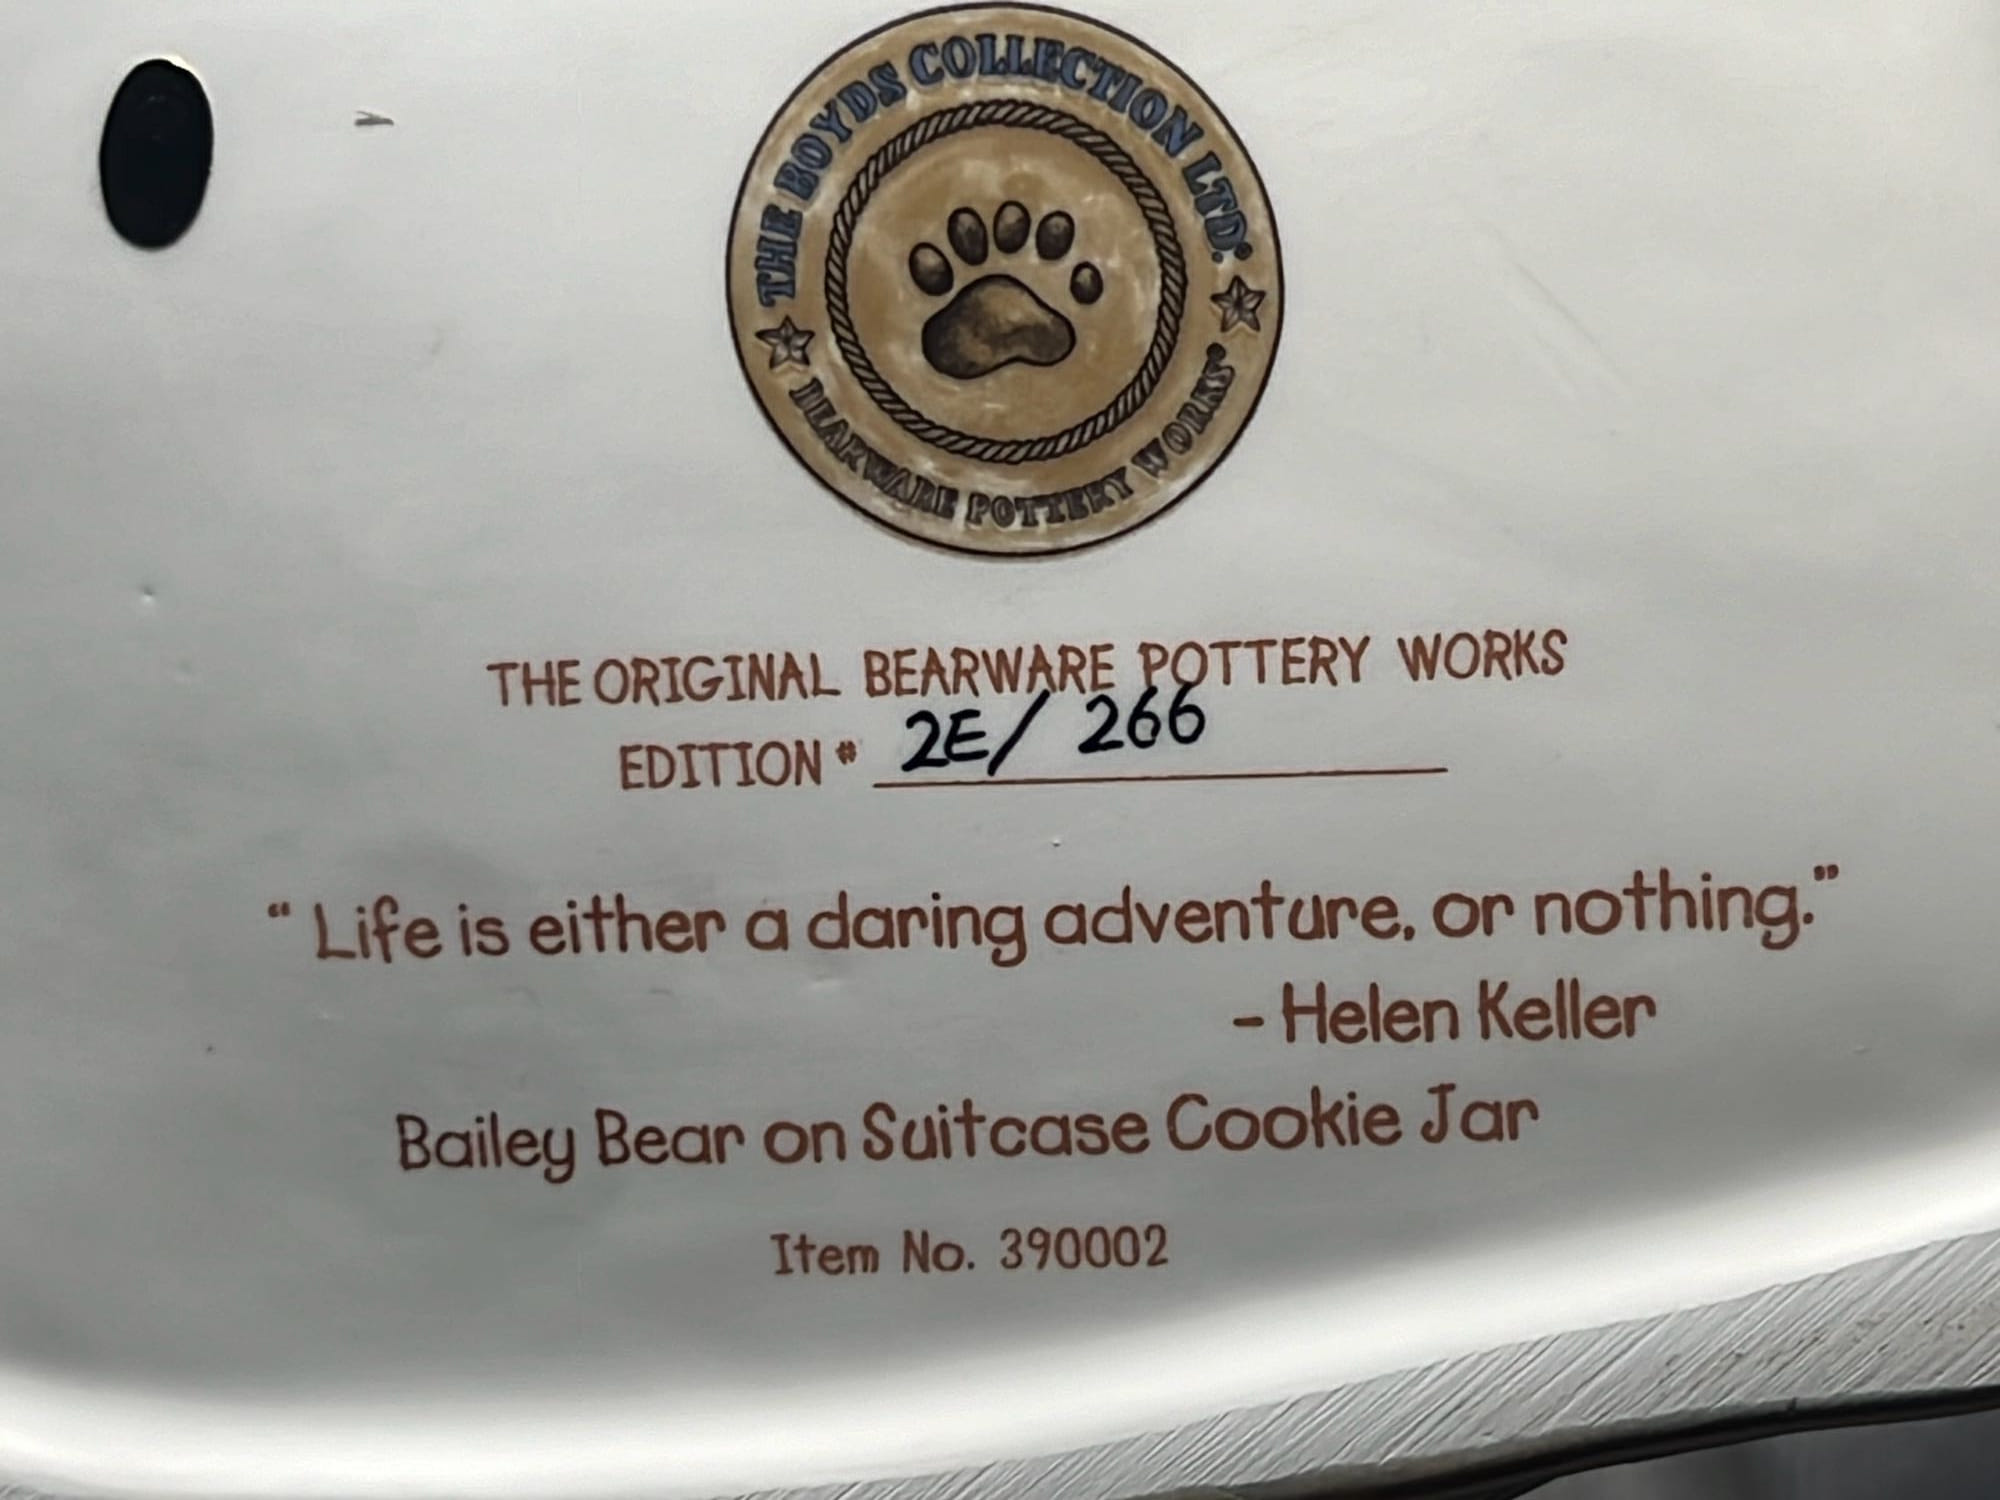 THE BOYDS COLLECTION LTD.®
BEARWARE POTTERY WORKS™
THE ORIGINAL BEARWARE POTTERY WORKS
EDITION # 2E/ 266
“Life is either a daring adventure, or nothing.”
- Helen Keller
Bailey Bear on Suitcase Cookie Jar
Item No. 390002